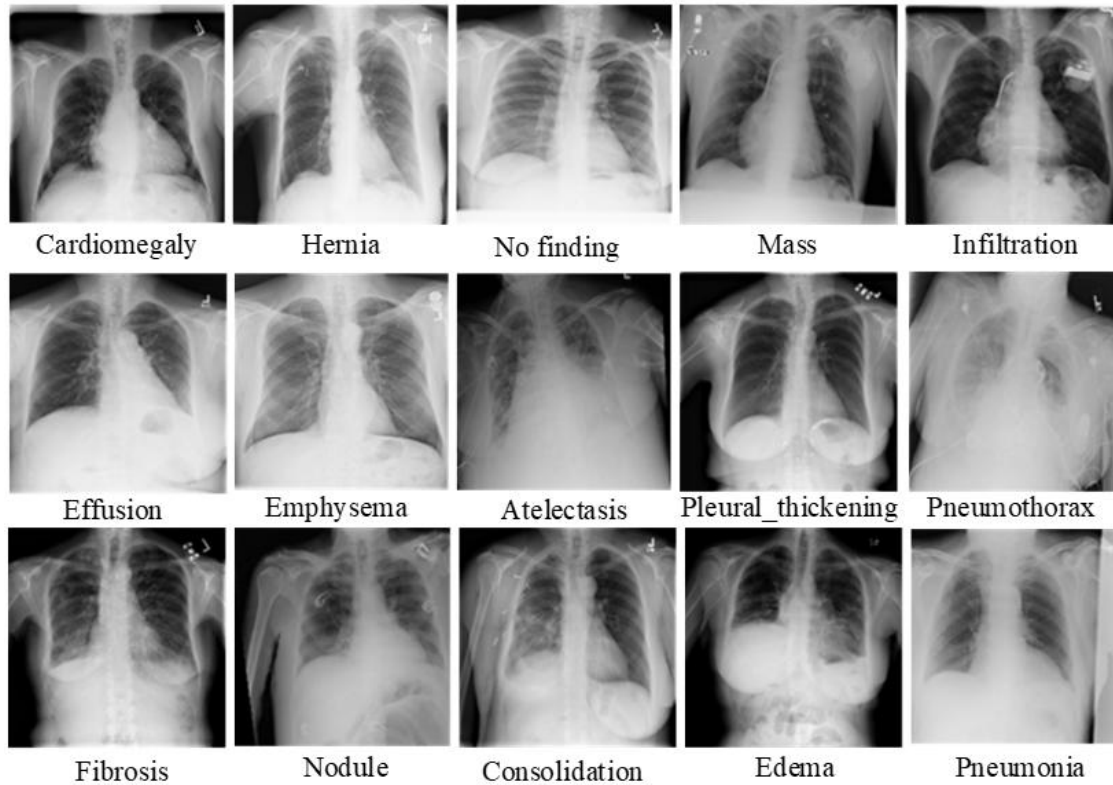 Cardiomegaly
Hernia
No finding
Mass
Infiltration
Effusion
Emphysema
Atelectasis
Pleural_thickening
Pneumothorax
Fibrosis
Nodule
Consolidation
Edema
Pneumonia